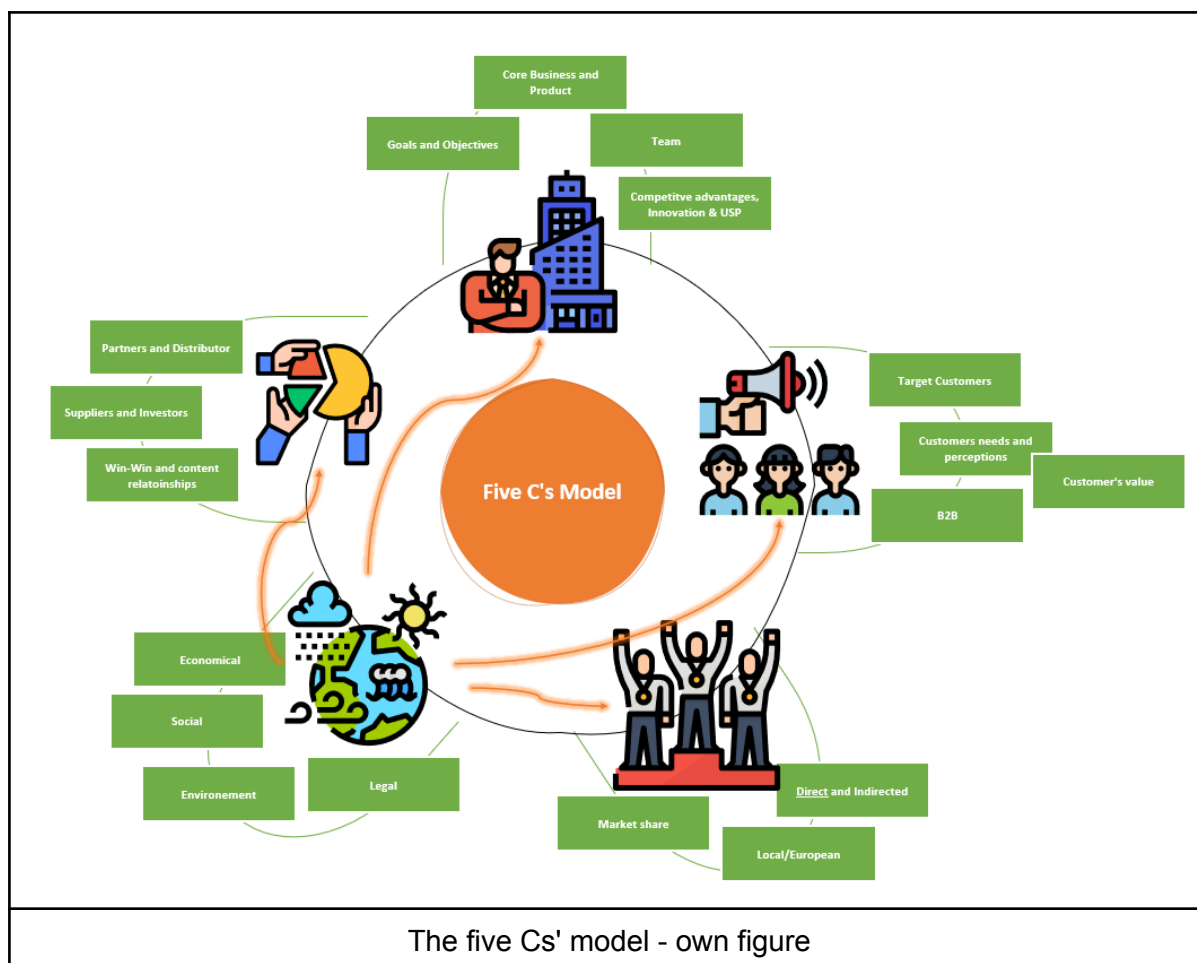 Core Business and
Product
Goals and Objectives
Team
Competitve advantages,
Innovation & USP
Partners and Distributor
Suppliers and Investors
Win-Win and content
relatoinships
Target Customers
Customers needs and
perceptions
Customer's value
B2B
Five C's Model
Economical
Social
Environement
Legal
Direct and Indirected
Market share
Local/European
The five Cs' model - own figure